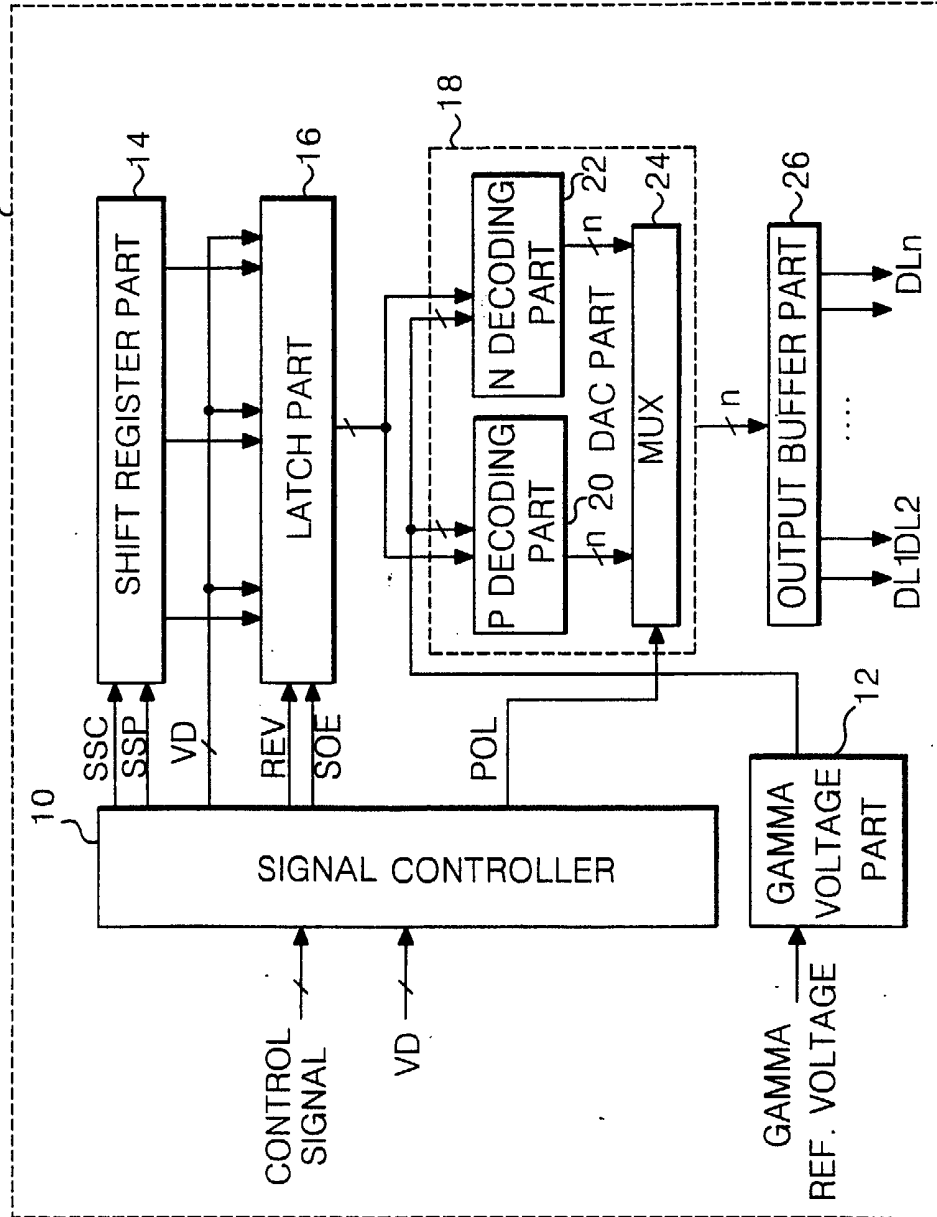 14
SHIFT REGISTER PART
SSC
SSP
VD
16
LATCH PART
REV
SOE
10
SIGNAL CONTROLLER
CONTROL
SIGNAL
VD
POL
18
P DECODING
PART
20
N DECODING
PART
22
DAC PART
n
n
24
MUX
n
26
OUTPUT BUFFER PART
DL1DL2
.....
DLn
12
GAMMA
VOLTAGE
PART
GAMMA
REF. VOLTAGE